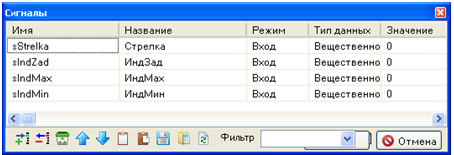 Сигналы
Имя Название Режим Тип данных Значение
sStrelka Стрелка Вход Вещественно 0
sIndZad ИндЗад Вход Вещественно 0
sIndMax ИндМах Вход Вещественно 0
sIndMin ИндМин Вход Вещественно 0
Фильтр Отмена